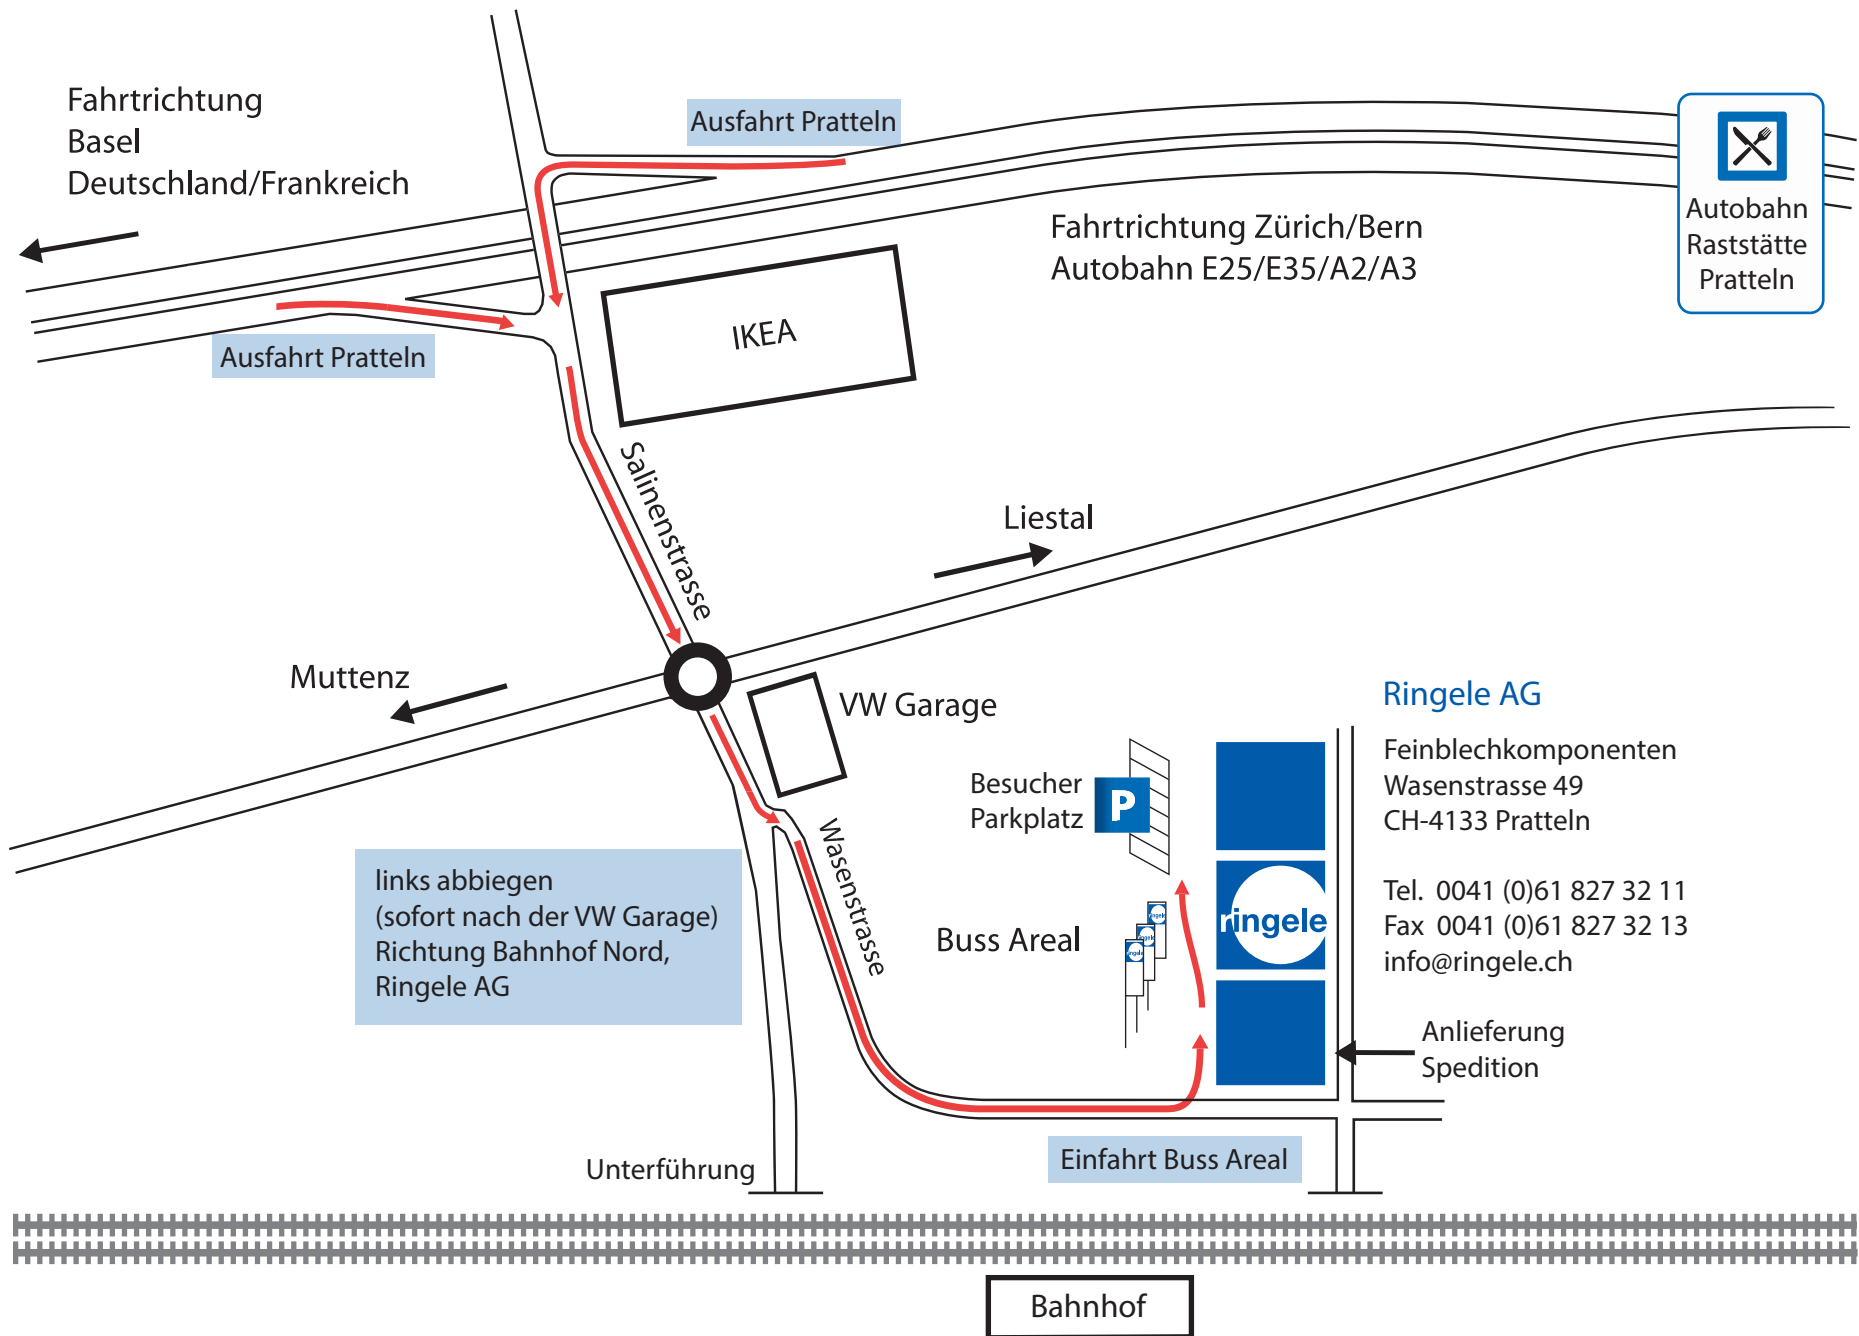 Fahrtrichtung
Basel
Deutschland/Frankreich
Ausfahrt Pratteln
Fahrtrichtung Zürich/Bern
Autobahn E25/E35/A2/A3
Autobahn
Raststätte
Pratteln
IKEA
Ausfahrt Pratteln
Salinenstrasse
Liestal
Muttenz
VW Garage
Ringele AG
Feinblechkomponenten
Wasenstrasse 49
CH-4133 Pratteln
Tel. 0041 (0)61 827 32 11
Fax 0041 (0)61 827 32 13
info@ringele.ch
Besucher
Parkplatz
P
Wasenstrasse
links abbiegen
(sofort nach der VW Garage)
Richtung Bahnhof Nord,
Ringele AG
Buss Areal
ringele
ringele
ringele
ringele
Anlieferung
Spedition
Einfahrt Buss Areal
Unterführung
Bahnhof